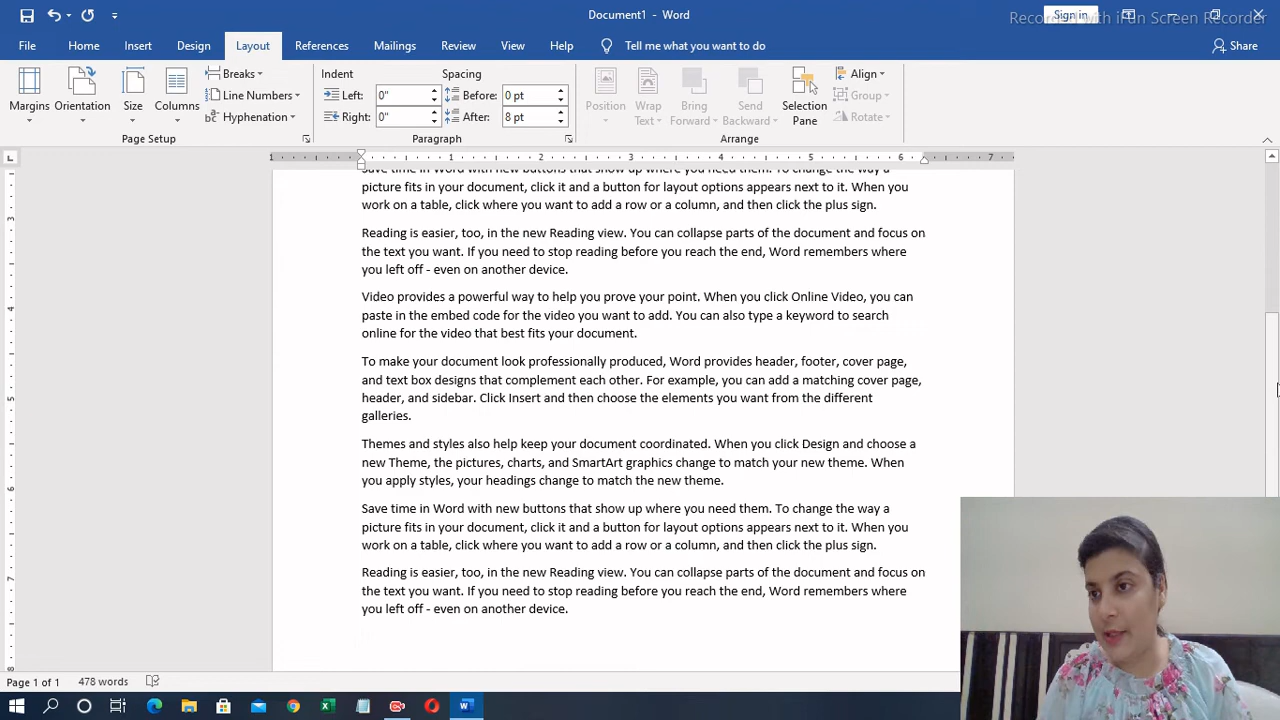 Document1 - Word
Sign in
Recorded with iFun Screen Recorder
File Home Insert Design Layout References Mailings Review View Help Tell me what you want to do Share
Margins
Orientation
Size
Columns
Breaks
Line Numbers
Hyphenation
Page Setup
Indent
Left: 0"
Right: 0"
Spacing
Before: 0 pt
After: 8 pt
Paragraph
Position
Wrap Text
Bring Forward
Send Backward
Selection Pane
Align
Group
Rotate
Arrange
1 1 2 3 4 5 6 7
3
4
5
6
7
8
Save time in Word with new buttons that show up where you need them. To change the way a
picture fits in your document, click it and a button for layout options appears next to it. When you
work on a table, click where you want to add a row or a column, and then click the plus sign.
Reading is easier, too, in the new Reading view. You can collapse parts of the document and focus on
the text you want. If you need to stop reading before you reach the end, Word remembers where
you left off - even on another device.
Video provides a powerful way to help you prove your point. When you click Online Video, you can
paste in the embed code for the video you want to add. You can also type a keyword to search
online for the video that best fits your document.
To make your document look professionally produced, Word provides header, footer, cover page,
and text box designs that complement each other. For example, you can add a matching cover page,
header, and sidebar. Click Insert and then choose the elements you want from the different
galleries.
Themes and styles also help keep your document coordinated. When you click Design and choose a
new Theme, the pictures, charts, and SmartArt graphics change to match your new theme. When
you apply styles, your headings change to match the new theme.
Save time in Word with new buttons that show up where you need them. To change the way a
picture fits in your document, click it and a button for layout options appears next to it. When you
work on a table, click where you want to add a row or a column, and then click the plus sign.
Reading is easier, too, in the new Reading view. You can collapse parts of the document and focus on
the text you want. If you need to stop reading before you reach the end, Word remembers where
you left off - even on another device.
Page 1 of 1 478 words